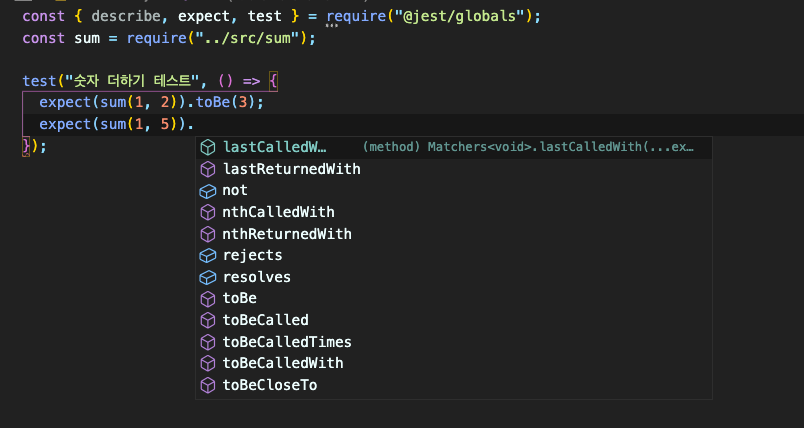 const { describe, expect, test } = require("@jest/globals");
const sum = require("../src/sum");
test("숫자 더하기 테스트", () => {
expect(sum(1, 2)).toBe(3);
expect(sum(1, 5)).
});
lastCalledW… (method) Matchers<void>.lastCalledWith(...ex…
lastReturnedWith
not
nthCalledWith
nthReturnedWith
rejects
resolves
toBe
toBeCalled
toBeCalledTimes
toBeCalledWith
toBeCloseTo